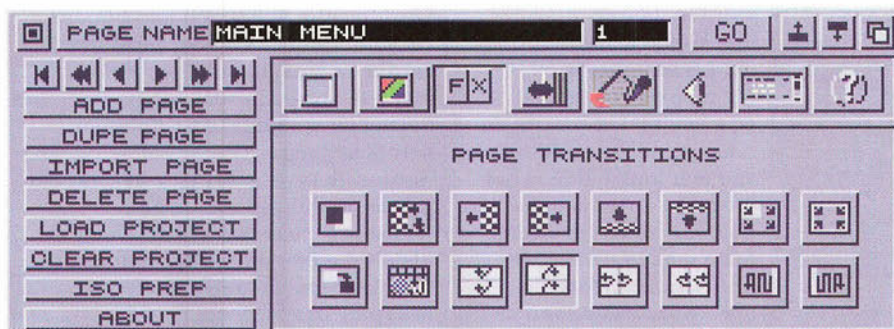 PAGE NAME MAIN MENU 1 GO
F X
ADD PAGE
DUPE PAGE
IMPORT PAGE
PAGE TRANSITIONS
DELETE PAGE
LOAD PROJECT
CLEAR PROJECT
ISO PREP
ABOUT